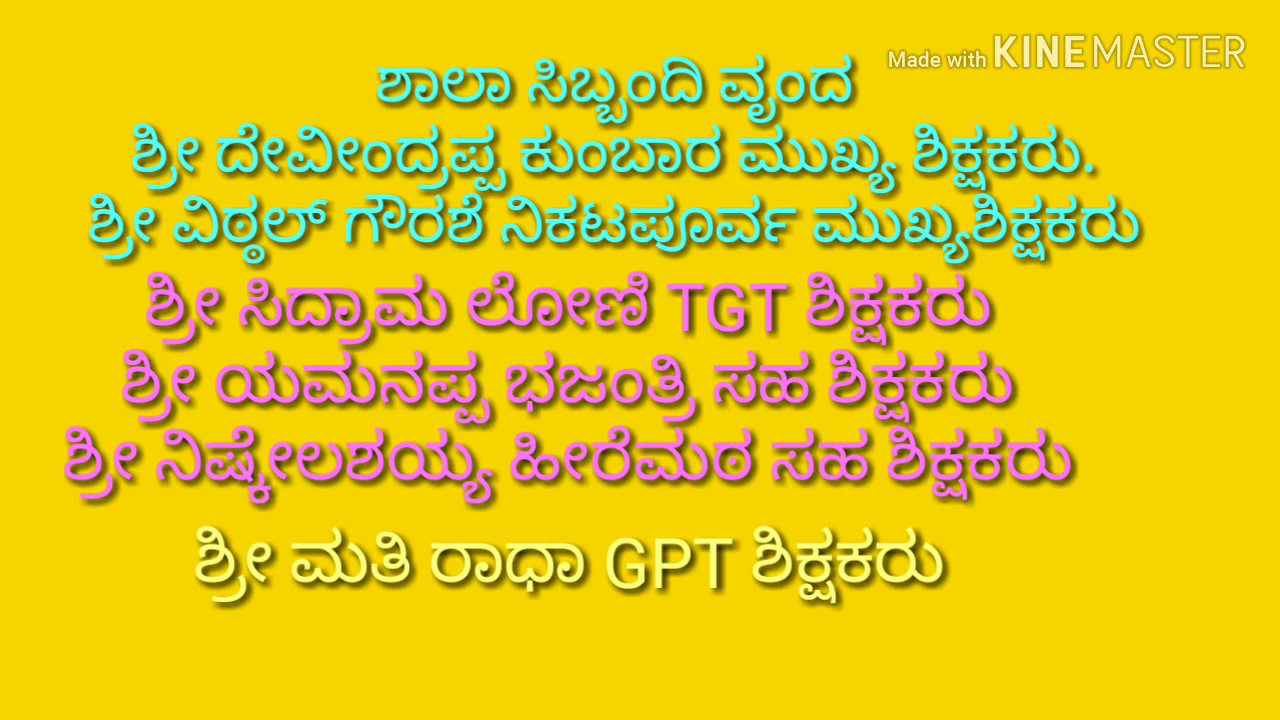 Made with KINEMASTER
ಶಾಲಾ ಸಿಬ್ಬಂದಿ ವೃಂದ
ಶ್ರೀ ದೇವೀಂದ್ರಪ್ಪ ಕುಂಬಾರ ಮುಖ್ಯ ಶಿಕ್ಷಕರು.
ಶ್ರೀ ವಿಠ್ಠಲ್ ಗೌರಶೆ ನಿಕಟಪೂರ್ವ ಮುಖ್ಯಶಿಕ್ಷಕರು
ಶ್ರೀ ಸಿದ್ರಾಮ ಲೋಣಿ TGT ಶಿಕ್ಷಕರು
ಶ್ರೀ ಯಮನಪ್ಪ ಭಜಂತ್ರಿ ಸಹ ಶಿಕ್ಷಕರು
ಶ್ರೀ ನಿಷ್ಕೇಲಶಯ್ಯ ಹೀರೆಮಠ ಸಹ ಶಿಕ್ಷಕರು
ಶ್ರೀ ಮತಿ ರಾಧಾ GPT ಶಿಕ್ಷಕರು